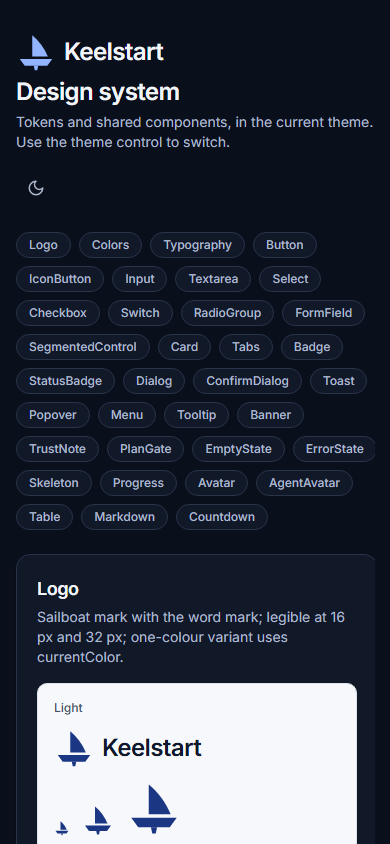 Keelstart
Design system
Tokens and shared components, in the current theme.
Use the theme control to switch.
Logo Colors Typography Button
IconButton Input Textarea Select
Checkbox Switch RadioGroup FormField
SegmentedControl Card Tabs Badge
StatusBadge Dialog ConfirmDialog Toast
Popover Menu Tooltip Banner
TrustNote PlanGate EmptyState ErrorState
Skeleton Progress Avatar AgentAvatar
Table Markdown Countdown
Logo
Sailboat mark with the word mark; legible at 16
px and 32 px; one-colour variant uses
currentColor.
Light
Keelstart